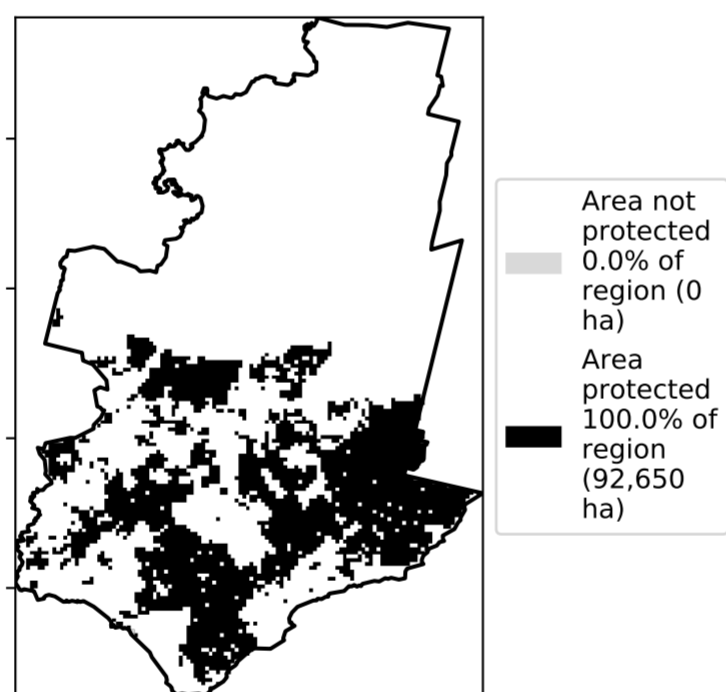 Area not
protected
0.0% of
region (0
ha)
Area
protected
100.0% of
region
(92,650
ha)